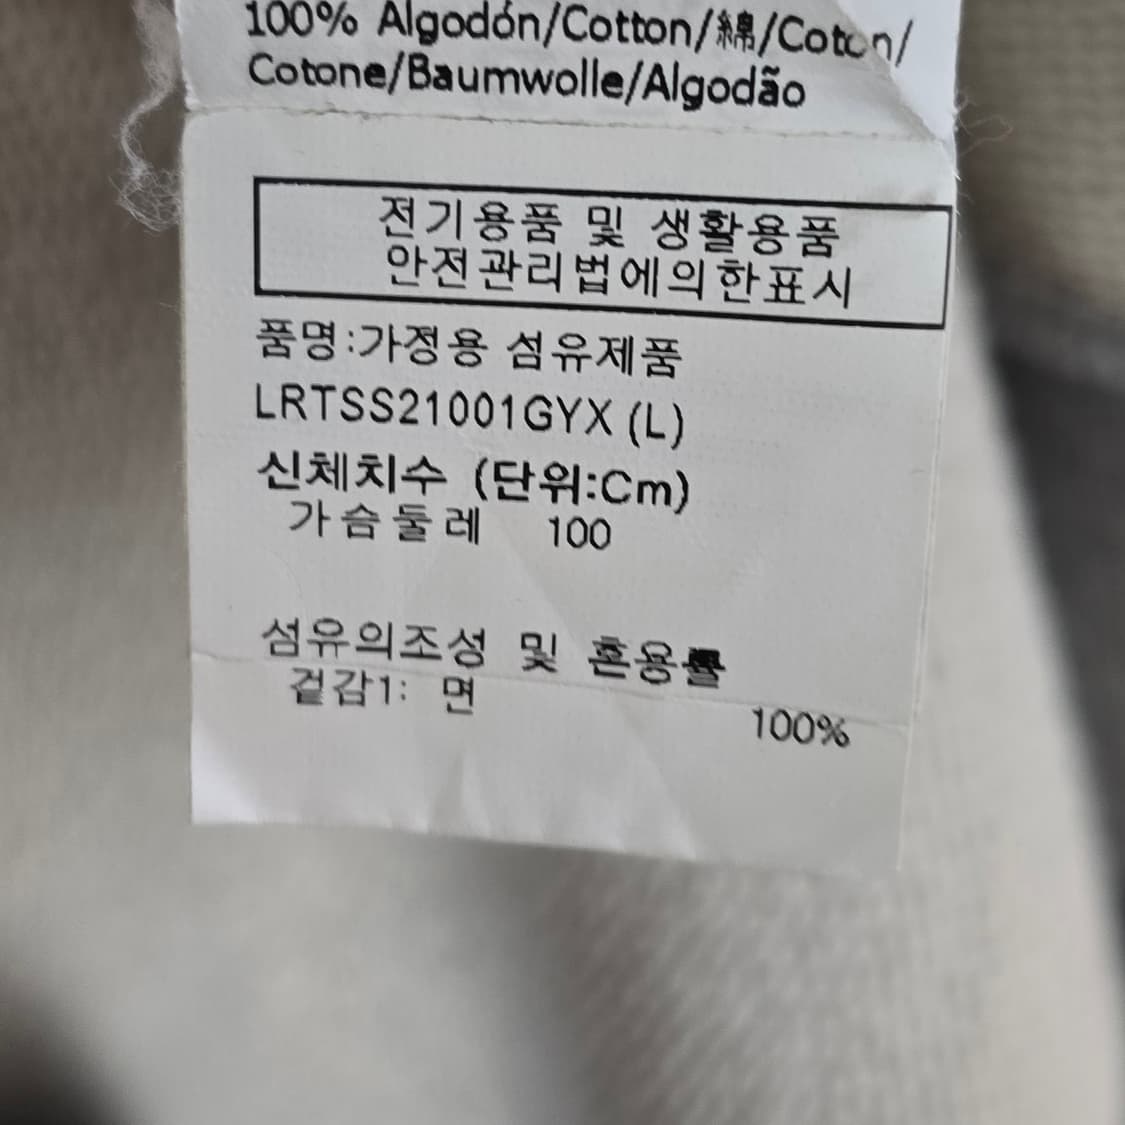 100% Algodón/Cotton/綿/Coton/
Cotone/Baumwolle/Algodão
전기용품 및 생활용품
안전관리법에의한표시
품명:가정용 섬유제품
LRTSS21001GYX (L)
신체치수 (단위:Cm)
가슴둘레 100
섬유의조성 및 혼용률
겉감1: 면 100%